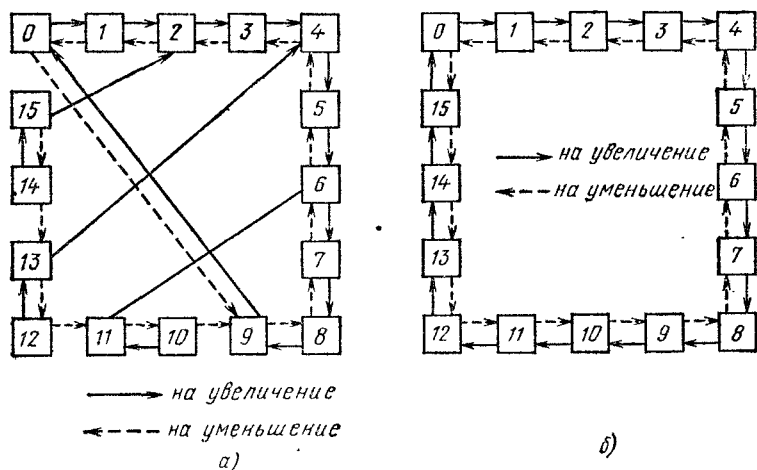 0 1 2 3 4
15 5
14 6
13 7
12 11 10 9 8
на увеличение
на уменьшение
а)
0 1 2 3 4
15 5
14 6
13 7
12 11 10 9 8
на увеличение
на уменьшение
б)